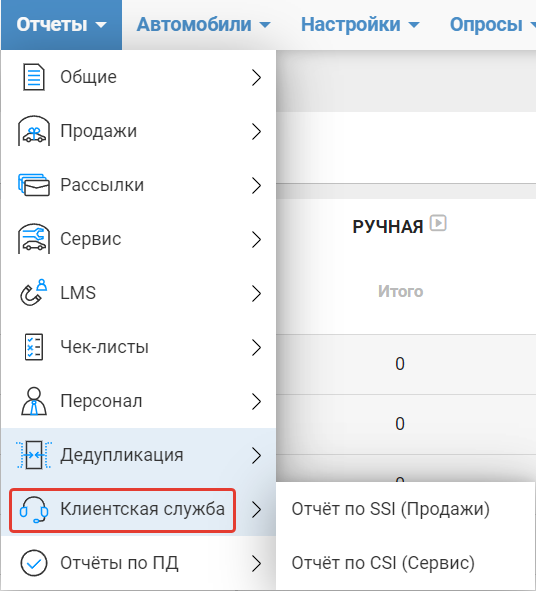 Отчеты Автомобили Настройки Опросы
Общие
Продажи
Рассылки
Сервис
РУЧНАЯ
LMS
Итого
Чек-листы
0
Персонал
0
Дедупликация
0
Клиентская служба
Отчёт по SSI (Продажи)
Отчёты по ПД
Отчёт по CSI (Сервис)